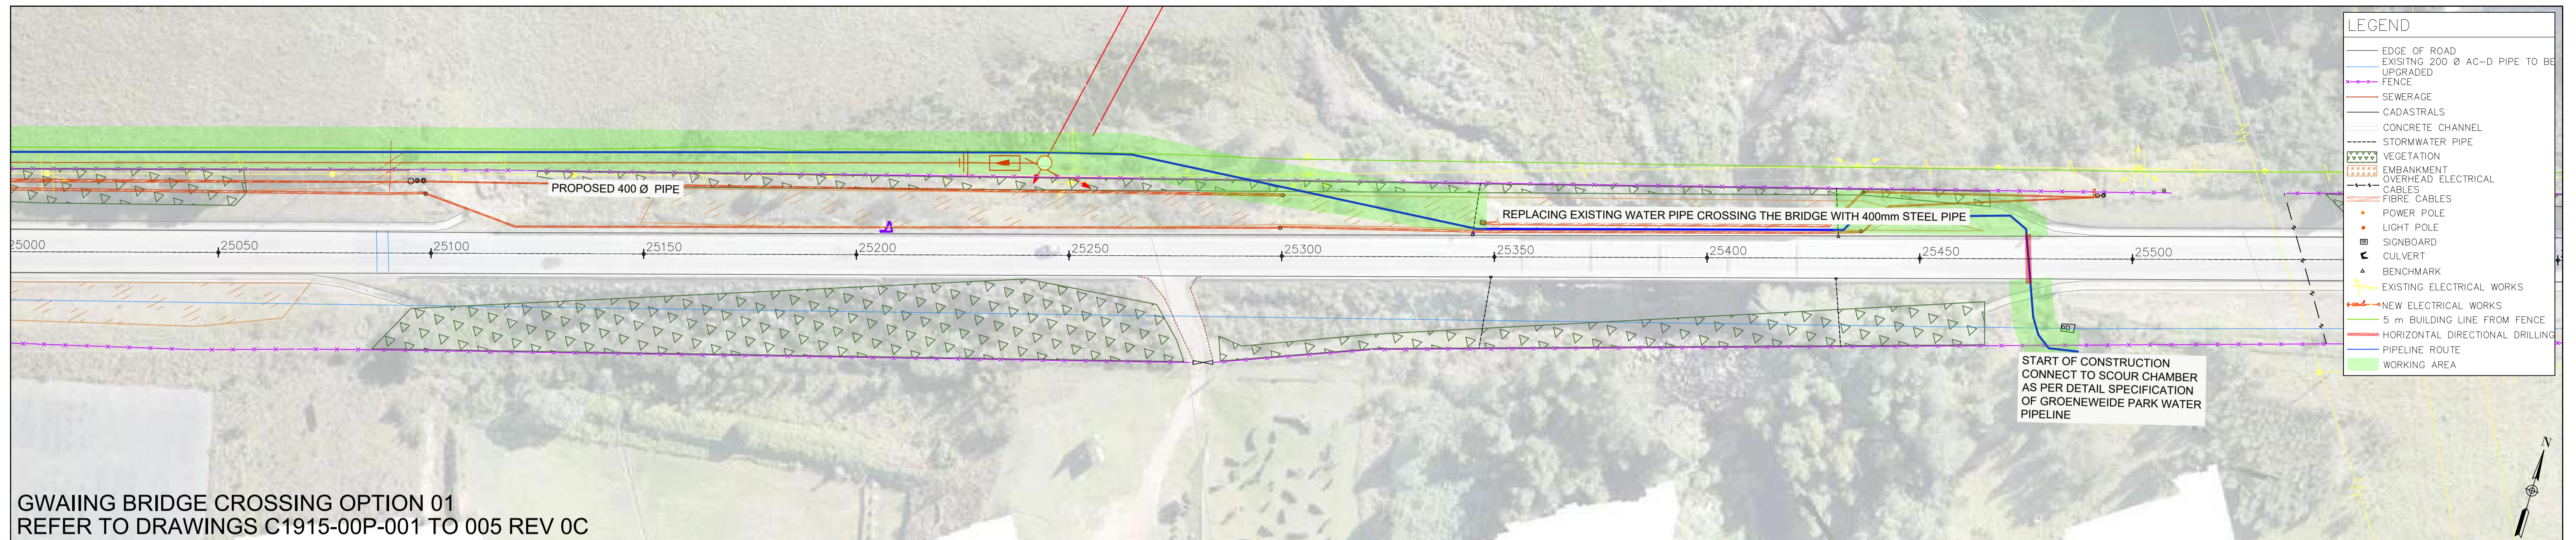 LEGEND
EDGE OF ROAD
EXISITNG 200 Ø AC-D PIPE TO BE
UPGRADED
FENCE
SEWERAGE
CADASTRALS
CONCRETE CHANNEL
STORMWATER PIPE
VEGETATION
EMBANKMENT
OVERHEAD ELECTRICAL
CABLES
FIBRE CABLES
POWER POLE
LIGHT POLE
SIGNBOARD
CULVERT
BENCHMARK
EXISTING ELECTRICAL WORKS
NEW ELECTRICAL WORKS
5 m BUILDING LINE FROM FENCE
HORIZONTAL DIRECTIONAL DRILLING
PIPELINE ROUTE
WORKING AREA
PROPOSED 400 Ø PIPE
REPLACING EXISTING WATER PIPE CROSSING THE BRIDGE WITH 400mm STEEL PIPE
25000 25050 25100 25150 25200 25250 25300 25350 25400 25450 25500
START OF CONSTRUCTION
CONNECT TO SCOUR CHAMBER
AS PER DETAIL SPECIFICATION
OF GROENEWEIDE PARK WATER
PIPELINE
N
GWAIING BRIDGE CROSSING OPTION 01
REFER TO DRAWINGS C1915-00P-001 TO 005 REV 0C